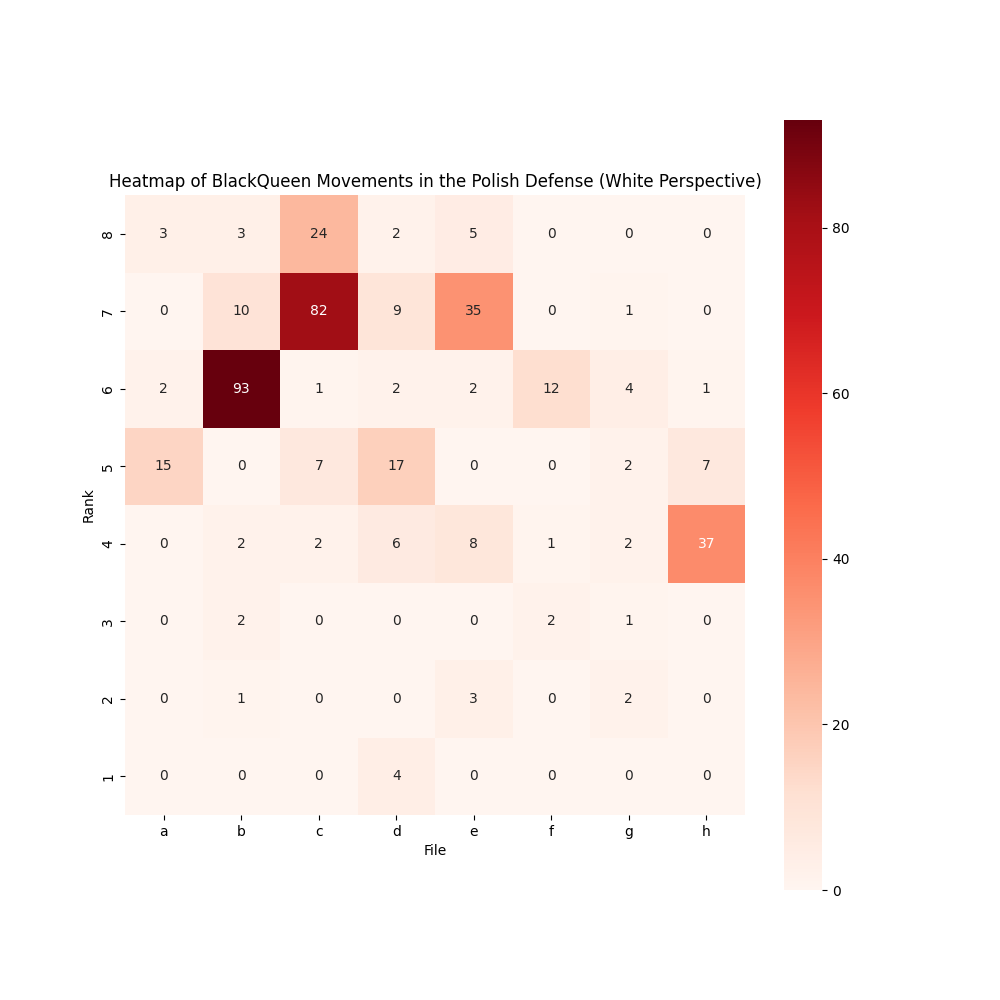 Heatmap of BlackQueen Movements in the Polish Defense (White Perspective)
8 3 3 24 2 5 0 0 0
7 0 10 82 9 35 0 1 0
6 2 93 1 2 2 12 4 1
5 15 0 7 17 0 0 2 7
4 0 2 2 6 8 1 2 37
3 0 2 0 0 0 2 1 0
2 0 1 0 0 3 0 2 0
1 0 0 0 4 0 0 0 0
a b c d e f g h
File
Rank
80
60
40
20
0